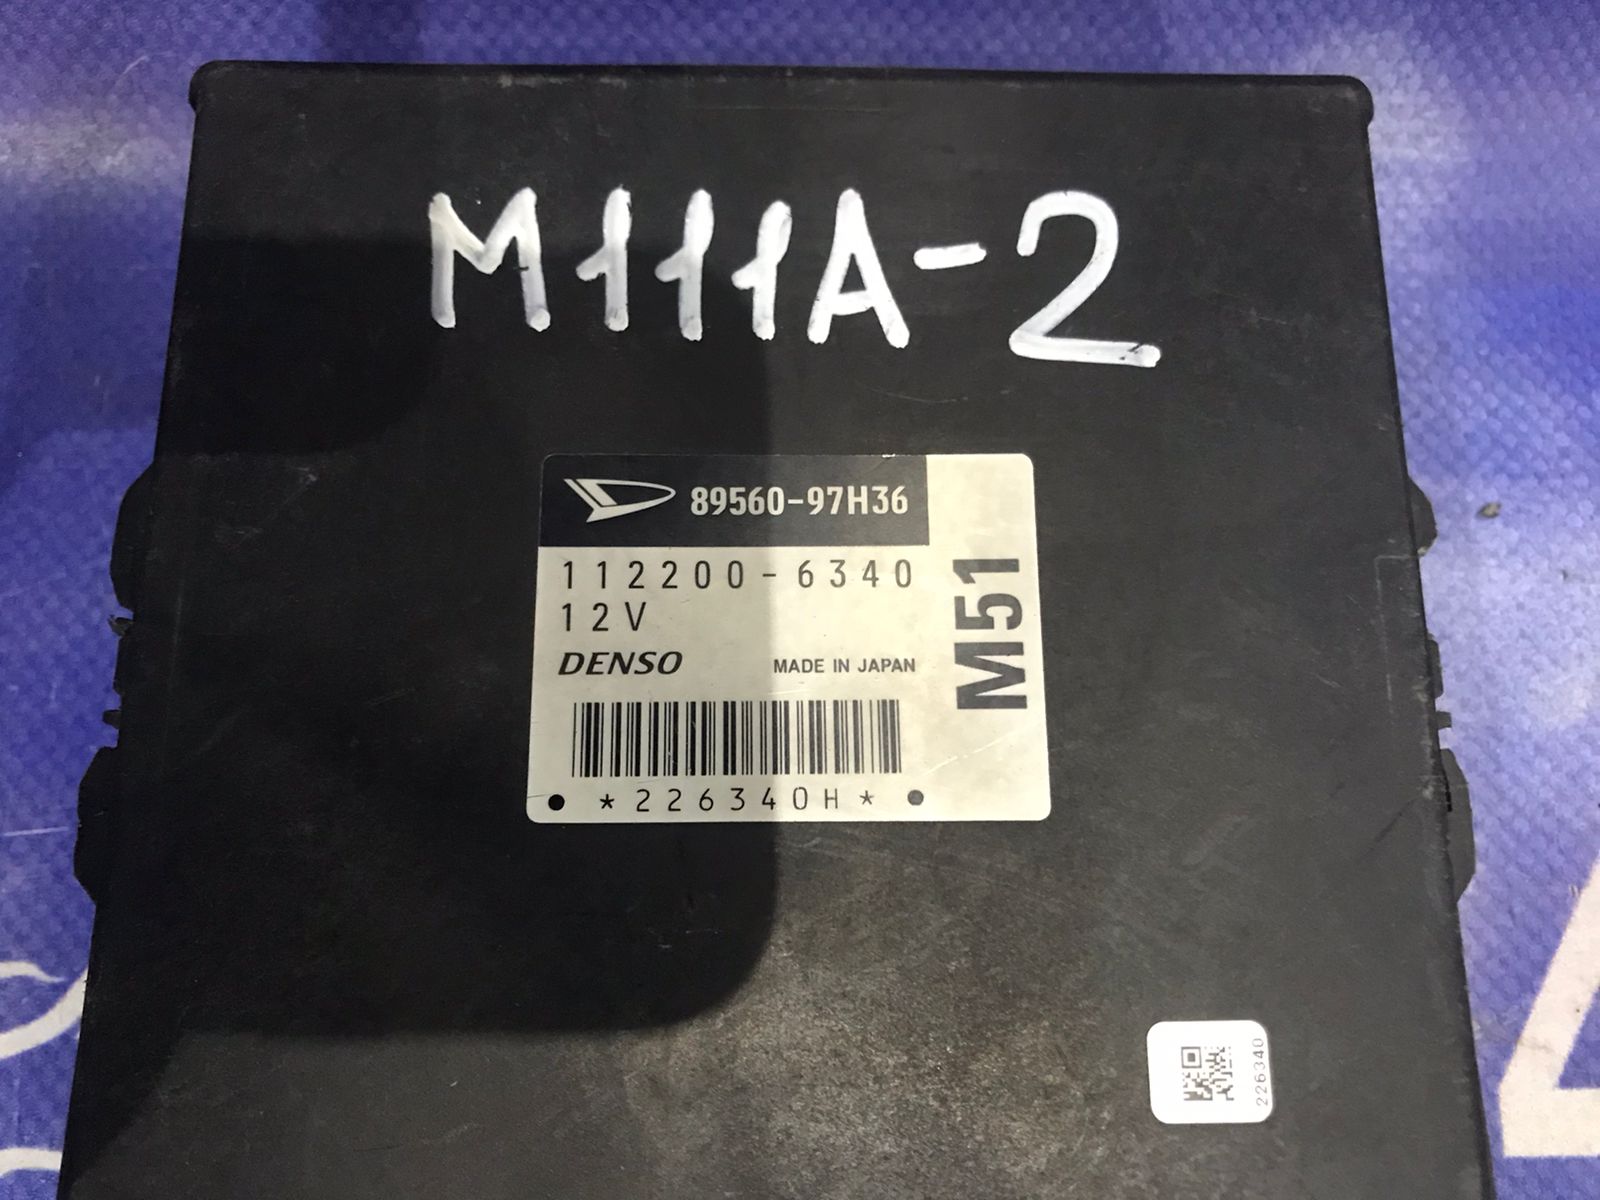 M111A-2
89560-97H36
112200-6340
12V
DENSO MADE IN JAPAN
*226340H*
M51
226340